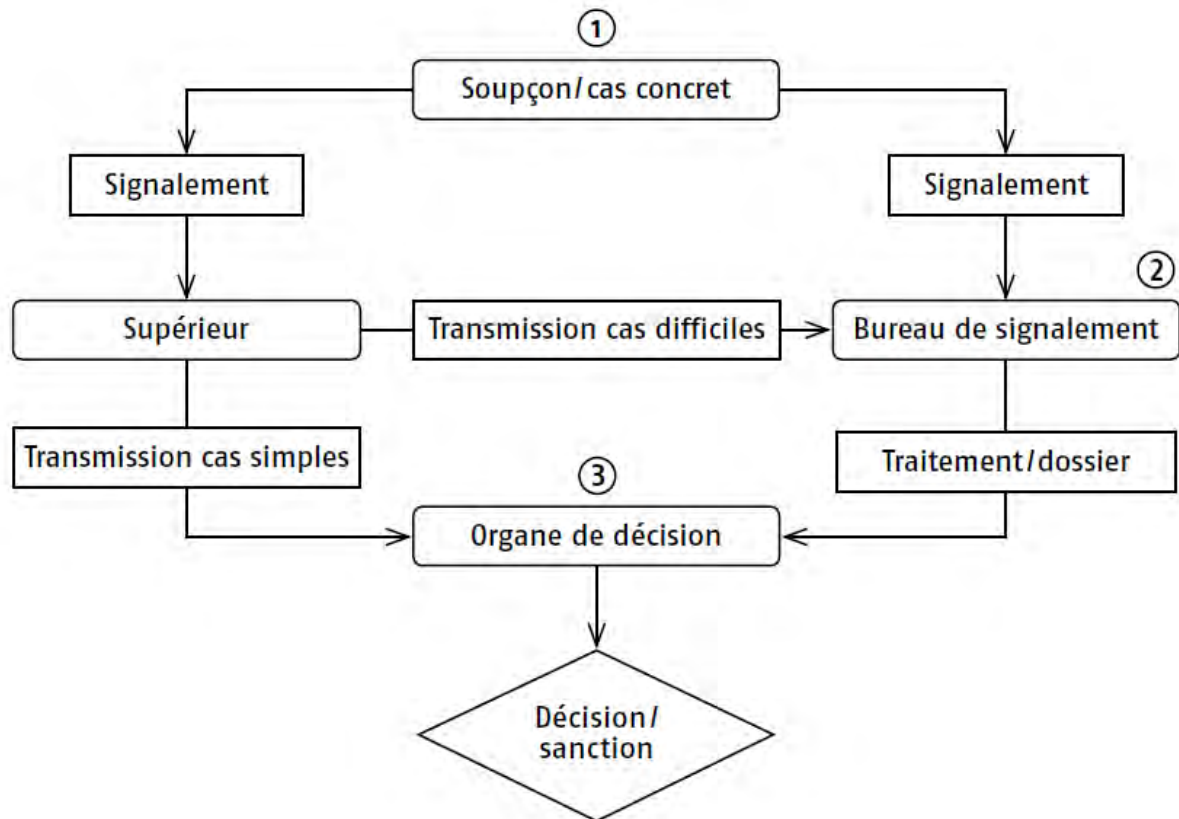 1
Soupçon/cas concret
Signalement
Signalement
2
Supérieur
Transmission cas difficiles
Bureau de signalement
Transmission cas simples
Traitement/dossier
3
Organe de décision
Décision/
sanction